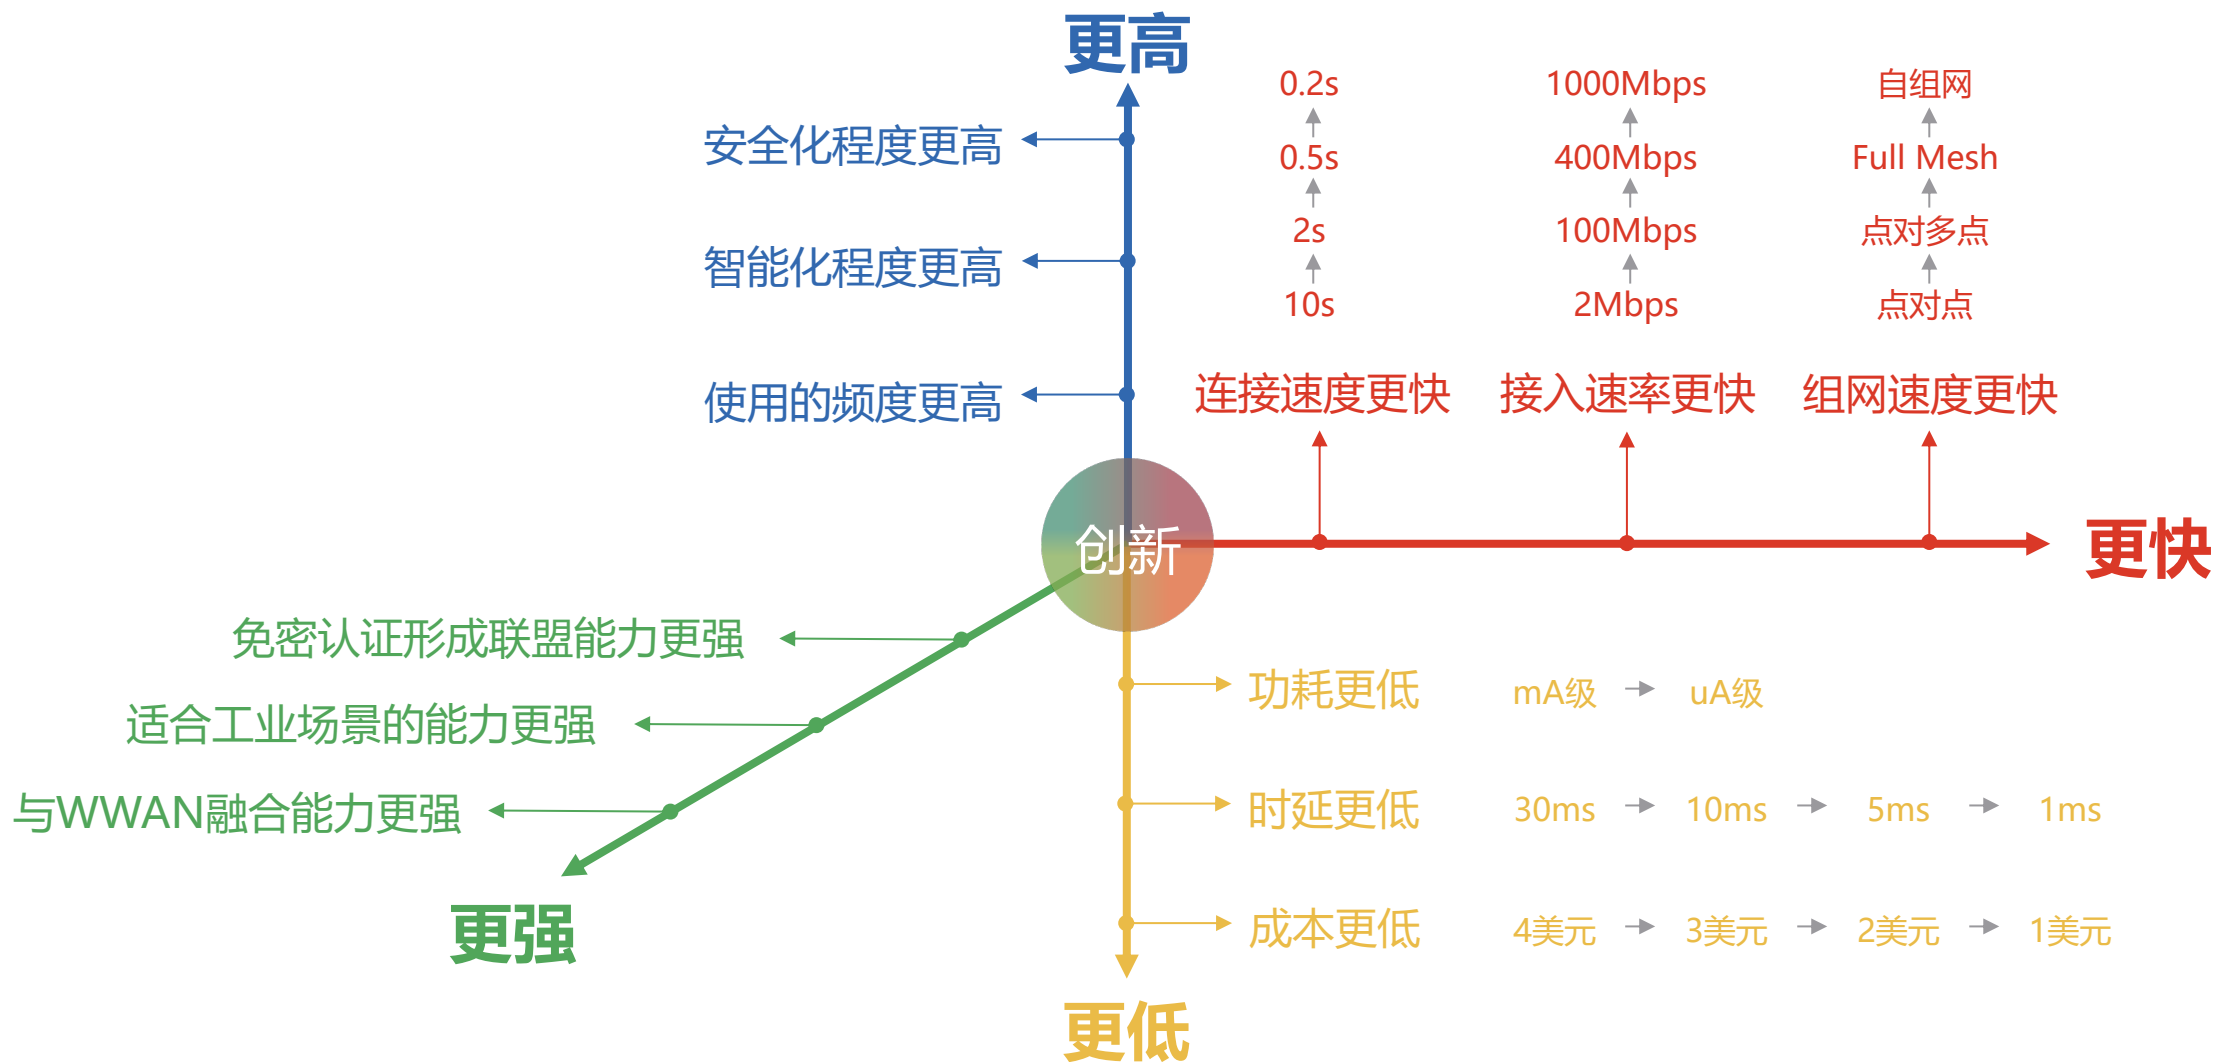 更高
安全化程度更高
智能化程度更高
使用的频度更高
0.2s
0.5s
2s
10s
连接速度更快
1000Mbps
400Mbps
100Mbps
2Mbps
接入速率更快
自组网
Full Mesh
点对多点
点对点
组网速度更快
更快
创新
免密认证形成联盟能力更强
适合工业场景的能力更强
与WWAN融合能力更强
更强
功耗更低 mA级 uA级
时延更低 30ms 10ms 5ms 1ms
成本更低 4美元 3美元 2美元 1美元
更低